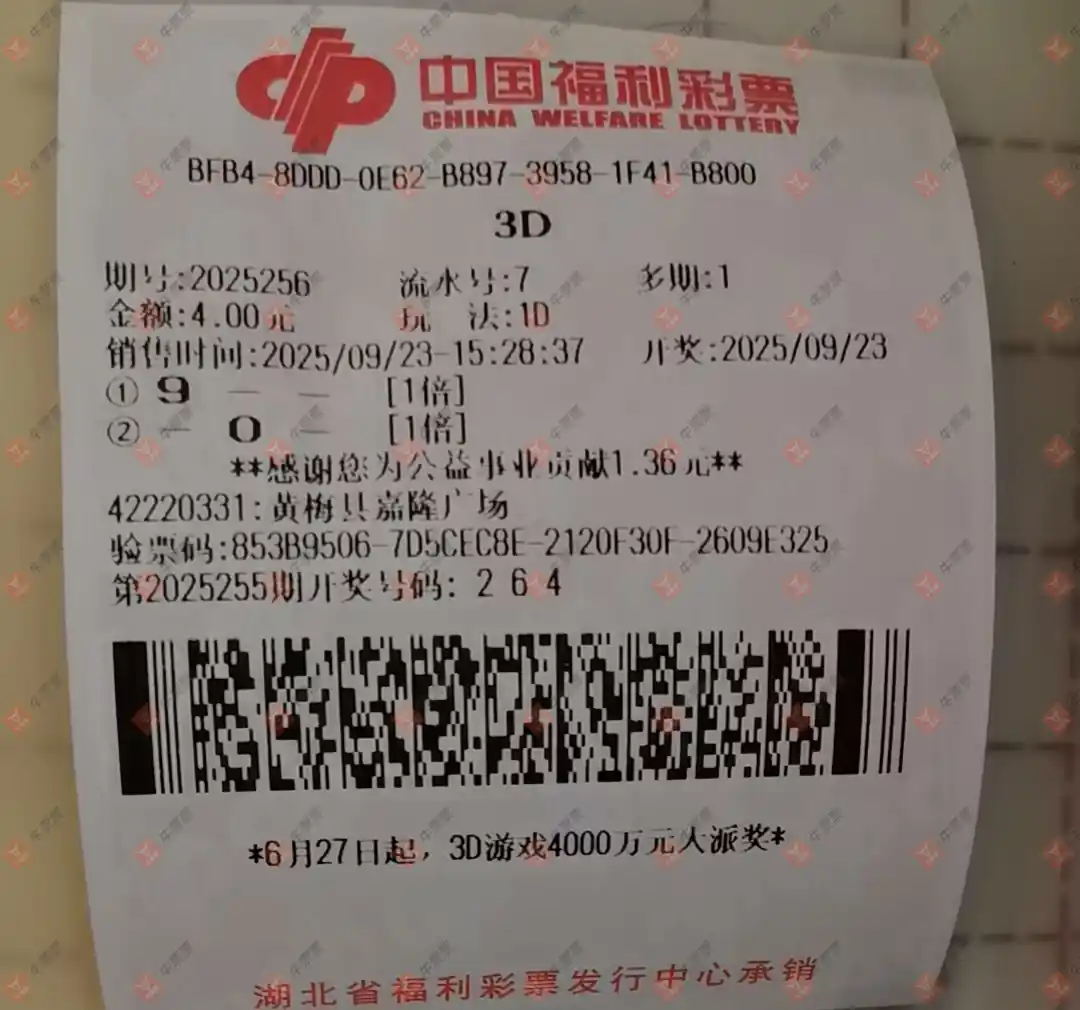 中国福利彩票
CHINA WELFARE LOTTERY
BFB4-8DDD-0E62-B897-3958-1F41-B800
3D
期号:2025256 流水号:7 多期:1
金额:4.00元 玩 法:1D
销售时间:2025/09/23-15:28:37 开奖:2025/09/23
① 9 — — [1倍]
② — 0 — [1倍]
**感谢您为公益事业贡献1.36元**
42220331:黄梅县嘉隆广场
验票码:853B9506-7D5CEC8E-2120F30F-2609E325
第2025255期开奖号码: 2 6 4
*6月27日起，3D游戏4000万元大派奖*
湖北省福利彩票发行中心承销